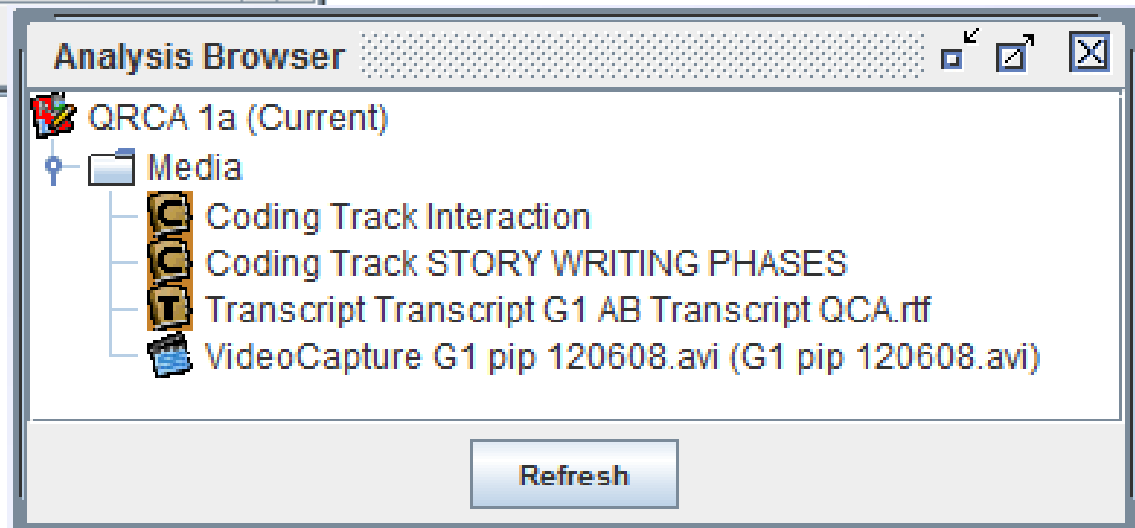 Analysis Browser
QRCA 1a (Current)
Media
C Coding Track Interaction
C Coding Track STORY WRITING PHASES
T Transcript Transcript G1 AB Transcript QCA.rtf
VideoCapture G1 pip 120608.avi (G1 pip 120608.avi)
Refresh